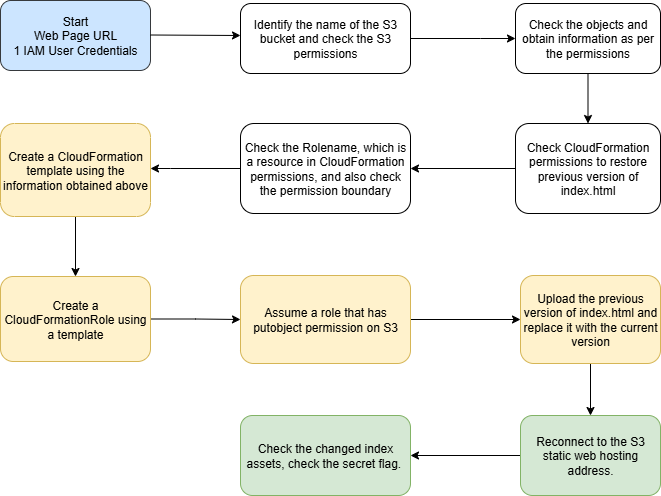 Start
Web Page URL
1 IAM User Credentials
Identify the name of the S3
bucket and check the S3
permissions
Check the objects and
obtain information as per
the permissions
Check CloudFormation
permissions to restore
previous version of
index.html
Check the Rolename, which is
a resource in CloudFormation
permissions, and also check
the permission boundary
Create a CloudFormation
template using the
information obtained above
Create a
CloudFormationRole using
a template
Assume a role that has
putobject permission on S3
Upload the previous
version of index.html and
replace it with the current
version
Reconnect to the S3
static web hosting
address.
Check the changed index
assets, check the secret flag.